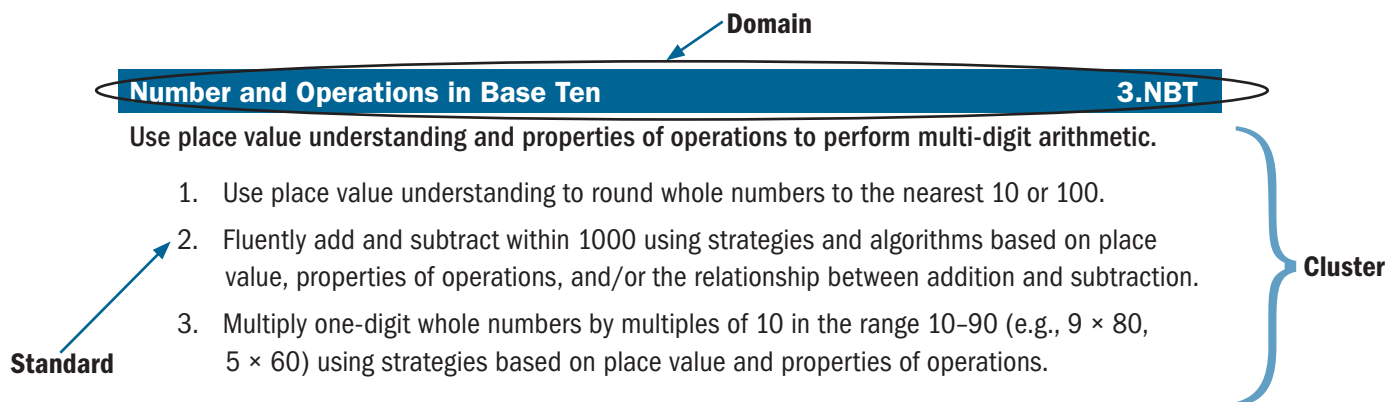 Domain
Number and Operations in Base Ten 3.NBT
Use place value understanding and properties of operations to perform multi-digit arithmetic.
1. Use place value understanding to round whole numbers to the nearest 10 or 100.
2. Fluently add and subtract within 1000 using strategies and algorithms based on place
value, properties of operations, and/or the relationship between addition and subtraction.
Cluster
3. Multiply one-digit whole numbers by multiples of 10 in the range 10–90 (e.g., 9 × 80,
5 × 60) using strategies based on place value and properties of operations.
Standard